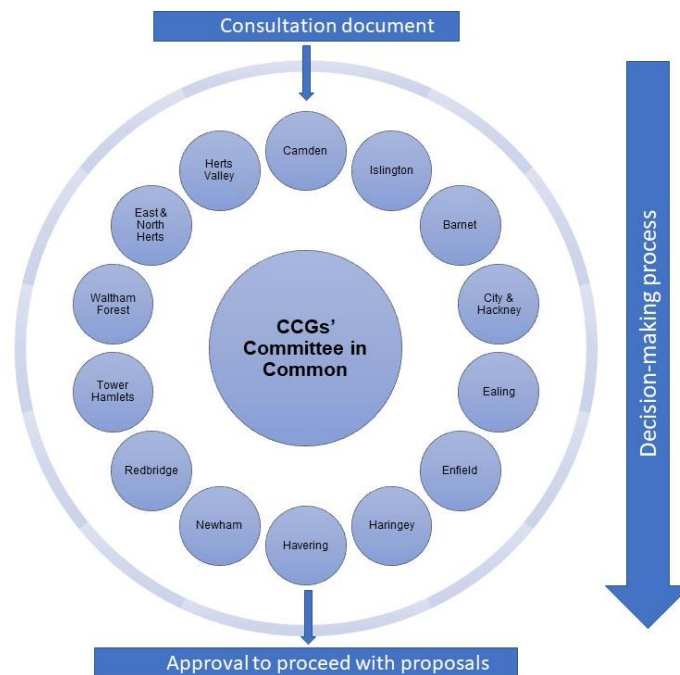 Consultation document
Camden
Islington
Barnet
City &
Hackney
Ealing
Enfield
Haringey
Havering
Newham
Redbridge
Tower
Hamlets
Waltham
Forest
East &
North
Herts
Herts
Valley
CCGs'
Committee in
Common
Decision-making process
Approval to proceed with proposals